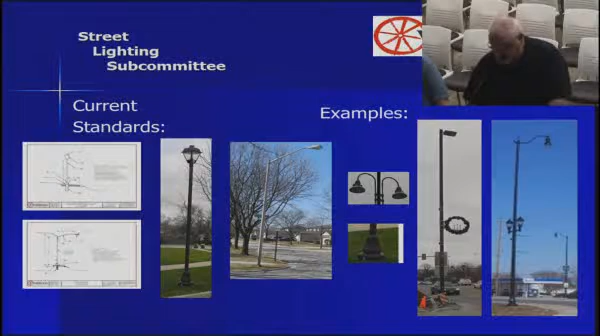 Street
Lighting
Subcommittee
Current
Standards:
Examples: